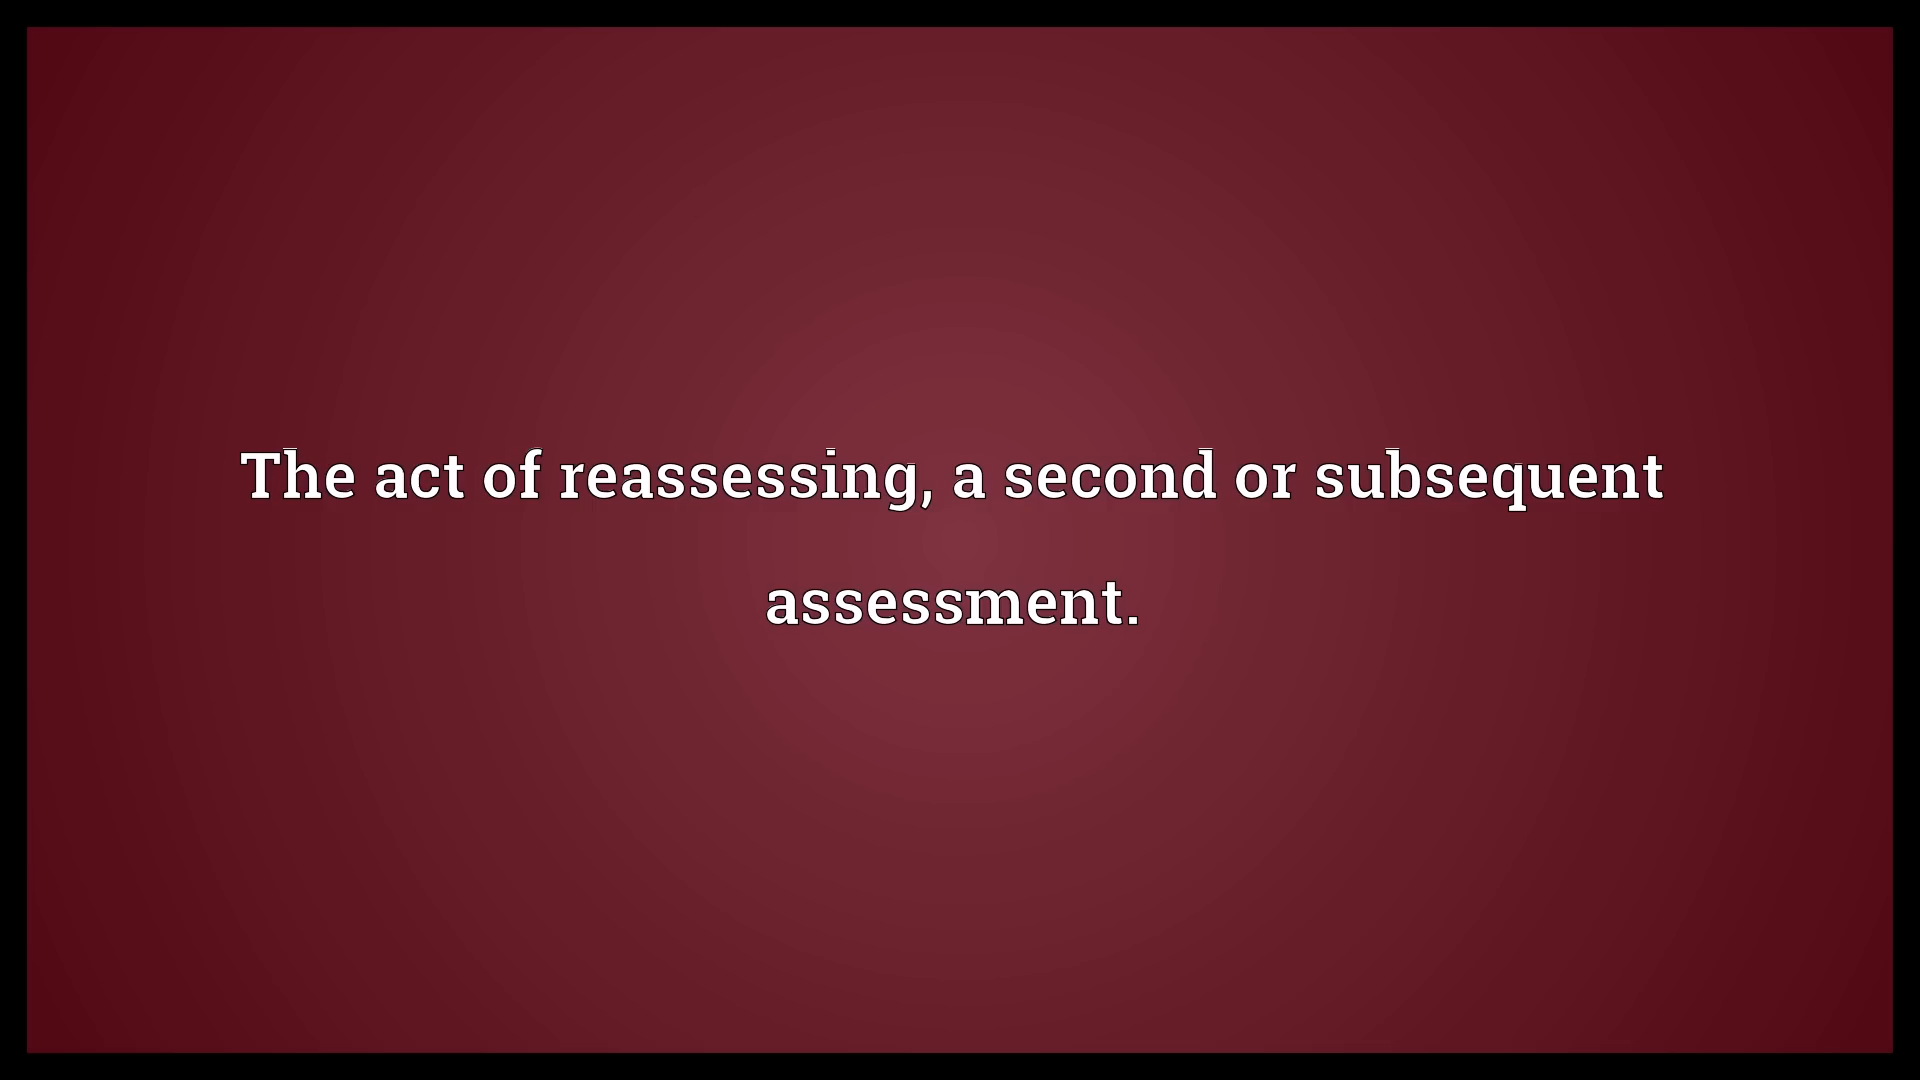 The act of reassessing, a second or subsequent
assessment.